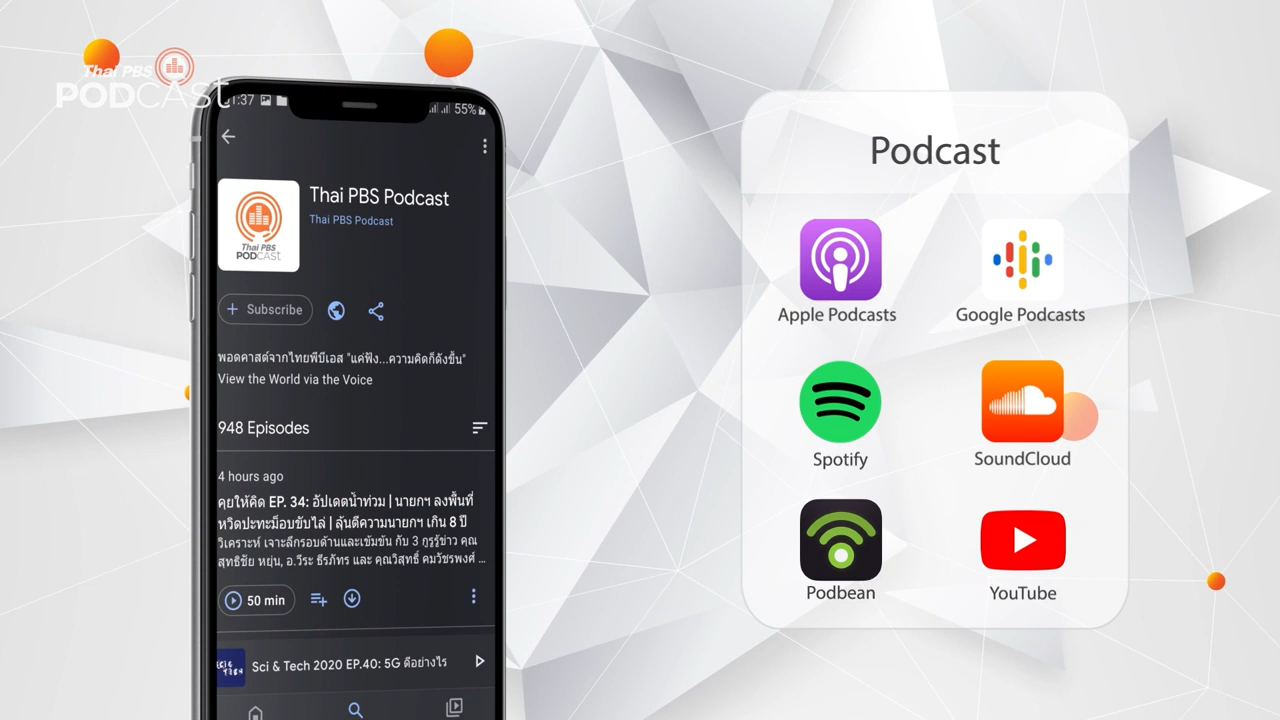 Thai PBS
PODCAST
1:37
55%
Thai PBS Podcast
Thai PBS Podcast
Thai PBS
PODCAST
+ Subscribe
พอดคาสต์จากไทยพีบีเอส "แค่ฟัง...ความคิดก็ดังขึ้น"
View the World via the Voice
948 Episodes
4 hours ago
คุยให้คิด EP. 34: อัปเดตน้ำท่วม | นายกฯ ลงพื้นที่
หวิดปะทะม็อบขับไล่ | ลุ้นตีความนายกฯ เกิน 8 ปี
วิเคราะห์ เจาะลึกรอบด้านและเข้มข้น กับ 3 กูรูรู้ข่าว คุณ
สุทธิชัย หยุ่น, อ.วีระ ธีรภัทร และ คุณวิสุทธิ์ คมวัชรพงศ์ ...
50 min
Sci & Tech 2020 EP.40: 5G ดีอย่างไร
Podcast
Apple Podcasts
Google Podcasts
Spotify
SoundCloud
Podbean
YouTube